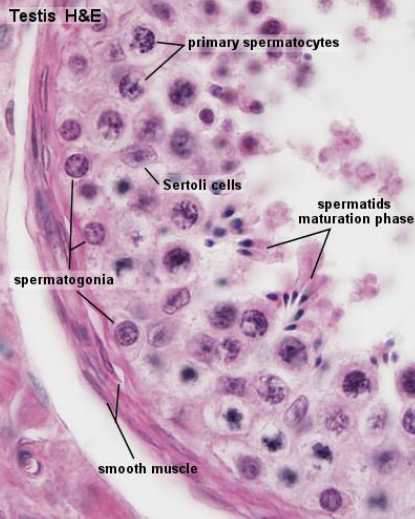 Testis H&E
primary spermatocytes
Sertoli cells
spermatids
maturation phase
spermatogonia
smooth muscle